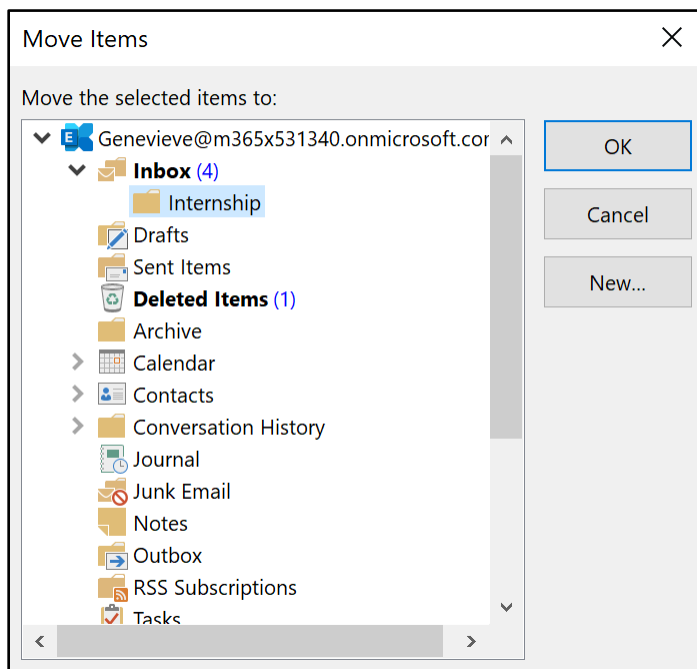 Move Items
Move the selected items to:
Genevieve@m365x531340.onmicrosoft.cor
Inbox (4)
Internship
Drafts
Sent Items
Deleted Items (1)
Archive
Calendar
Contacts
Conversation History
Journal
Junk Email
Notes
Outbox
RSS Subscriptions
Tasks
OK
Cancel
New...